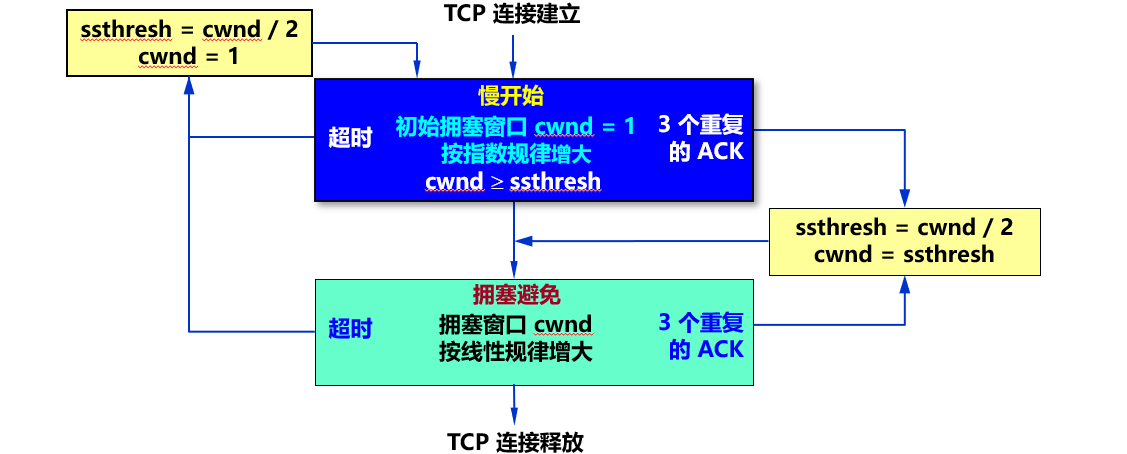 TCP 连接建立
ssthresh = cwnd / 2
cwnd = 1
慢开始
超时
初始拥塞窗口 cwnd = 1
按指数规律增大
cwnd ≥ ssthresh
3 个重复
的 ACK
ssthresh = cwnd / 2
cwnd = ssthresh
拥塞避免
超时
拥塞窗口 cwnd
按线性规律增大
3 个重复
的 ACK
TCP 连接释放